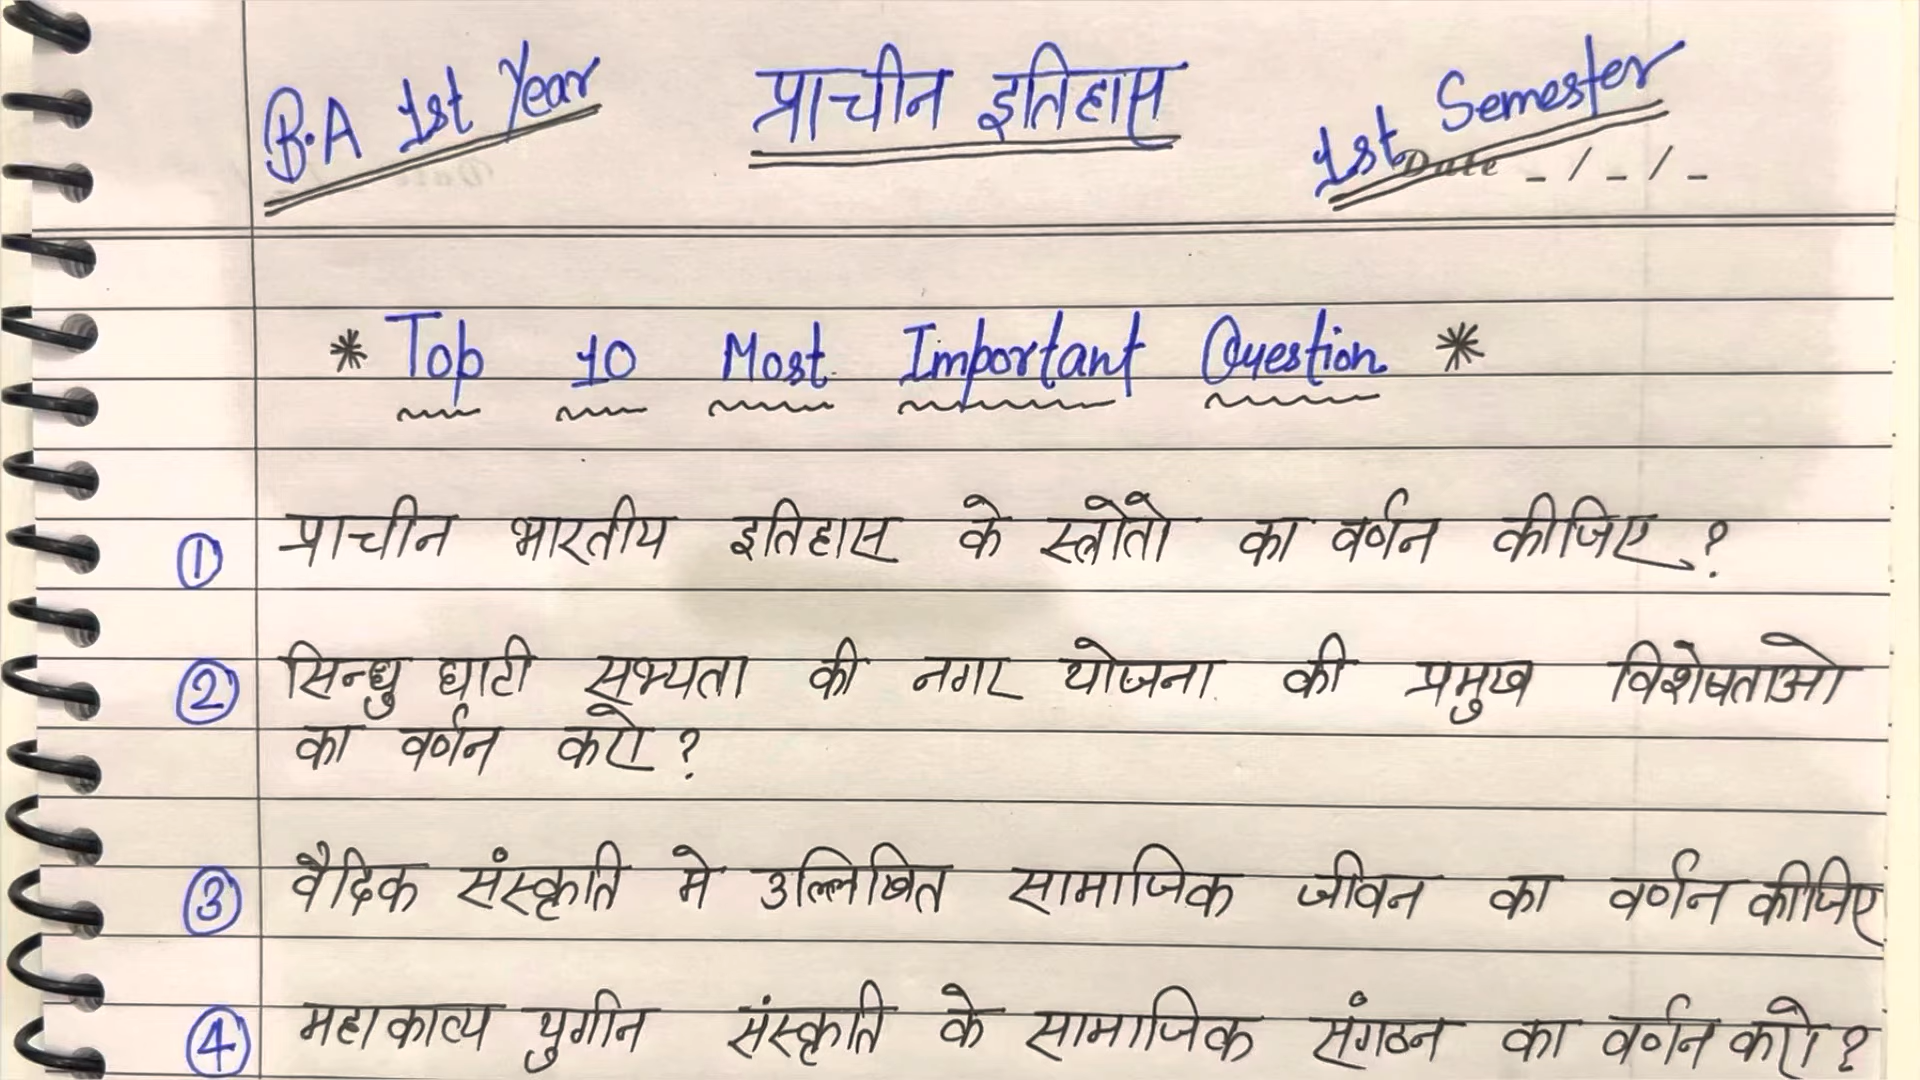 B.A 1st Year प्राचीन इतिहास 1st Semester
Date _ / _ / _
* Top 10 Most Important Question *
① प्राचीन भारतीय इतिहास के स्त्रोतो का वर्णन कीजिए ?
② सिन्धु घाटी सभ्यता की नगर योजना की प्रमुख विशेषताओ
का वर्णन करो ?
③ वैदिक संस्कृति मे उल्लिखित सामाजिक जीवन का वर्णन कीजिए
④ महाकाव्य युगीन संस्कृति के सामाजिक संगठन का वर्णन करो ?